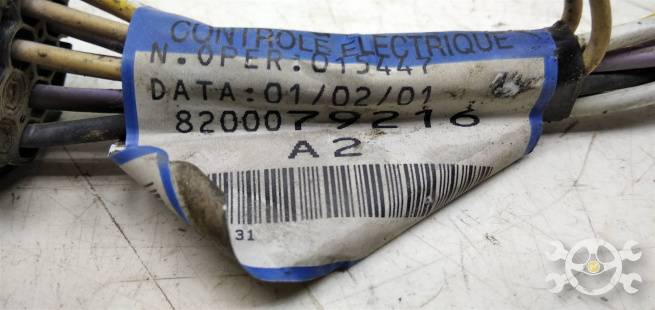 CONTROLE ELECTRIQUE
N.OPER:015447
DATA:01/02/01
8200079216
A2
31